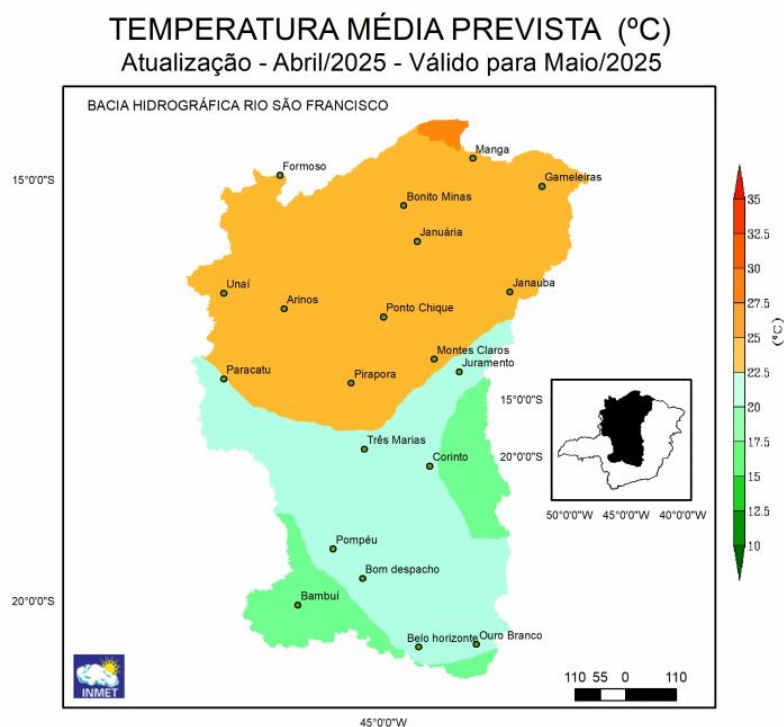 TEMPERATURA MÉDIA PREVISTA (ºC)
Atualização - Abril/2025 - Válido para Maio/2025
BACIA HIDROGRÁFICA RIO SÃO FRANCISCO
Manga
Formoso
15°0'0"S
Gameleiras
Bonito Minas
35
Januária
32.5
30
Unaí
Janauba
27.5
Arinos
Ponto Chique
25
(°C)
Montes Claros
22.5
Juramento
Paracatu
Pirapora
20
15°0'0"S
17.5
Três Marias
20°0'0"S
Corinto
15
50°0'0"W 45°0'0"W 40°0'0"W
12.5
Pompéu
10
Bom despacho
20°0'0"S
Bambuí
Belo horizonte
Ouro Branco
INMET
110 55 0 110
45°0'0"W